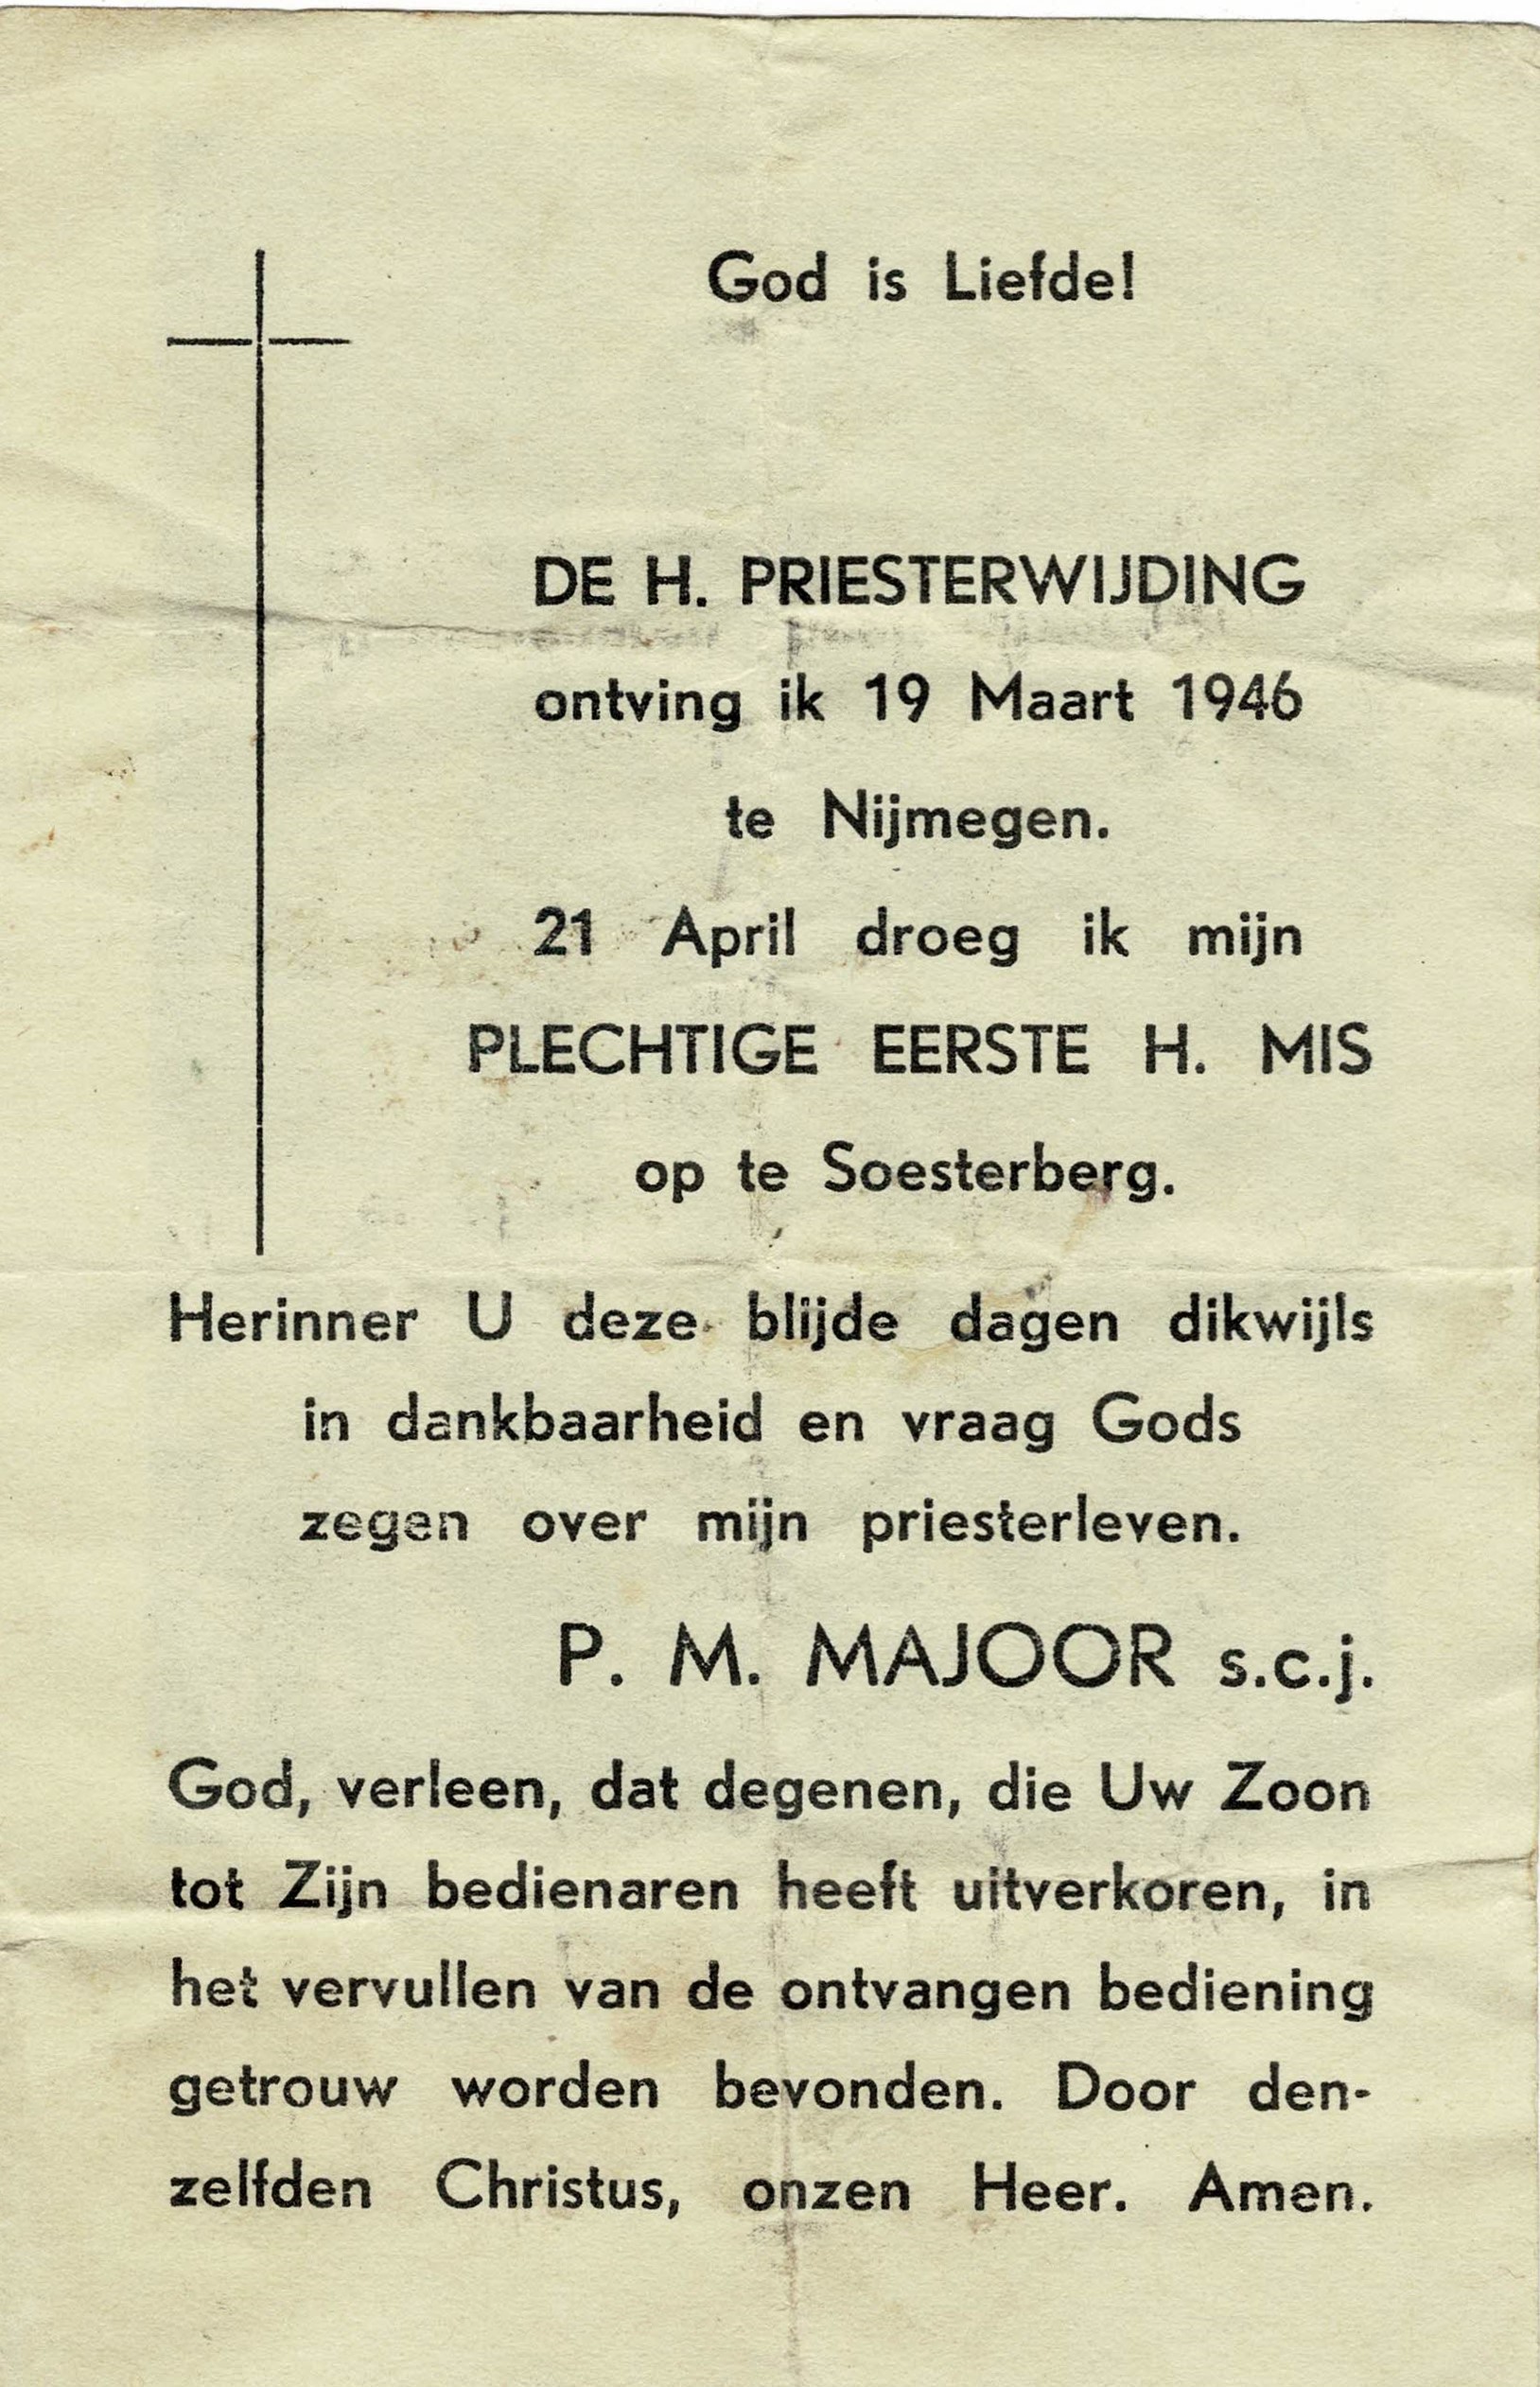 God is Liefde!
DE H. PRIESTERWIJDING
ontving ik 19 Maart 1946
te Nijmegen.
21 April droeg ik mijn
PLECHTIGE EERSTE H. MIS
op te Soesterberg.
Herinner U deze blijde dagen dikwijls
in dankbaarheid en vraag Gods
zegen over mijn priesterleven.
P. M. MAJOOR s.c.j.
God, verleen, dat degenen, die Uw Zoon
tot Zijn bedienaren heeft uitverkoren, in
het vervullen van de ontvangen bediening
getrouw worden bevonden. Door den-
zelfden Christus, onzen Heer. Amen.